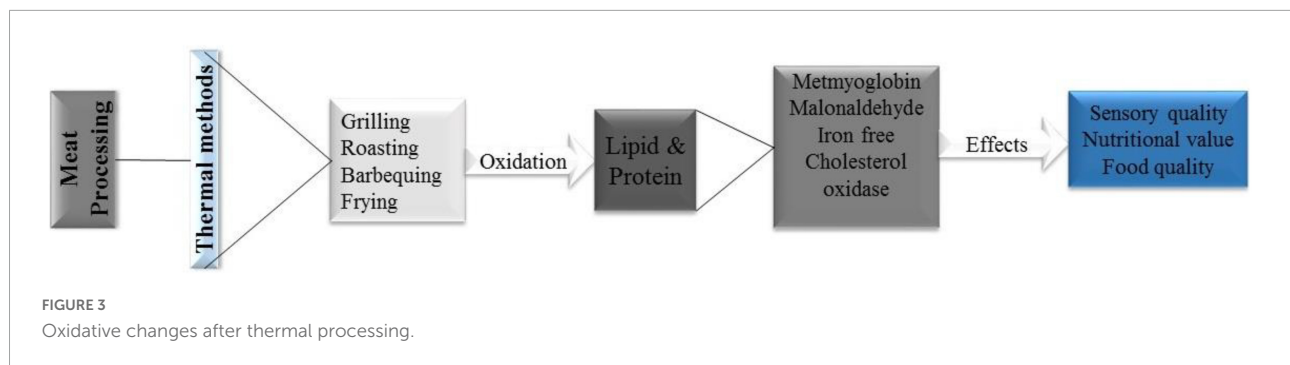 Meat
Processing
Thermal methods
Grilling
Roasting
Barbequing
Frying
Oxidation
Lipid &
Protein
Metmyoglobin
Malonaldehyde
Iron free
Cholesterol
oxidase
Effects
Sensory quality
Nutritional value
Food quality
FIGURE 3
Oxidative changes after thermal processing.